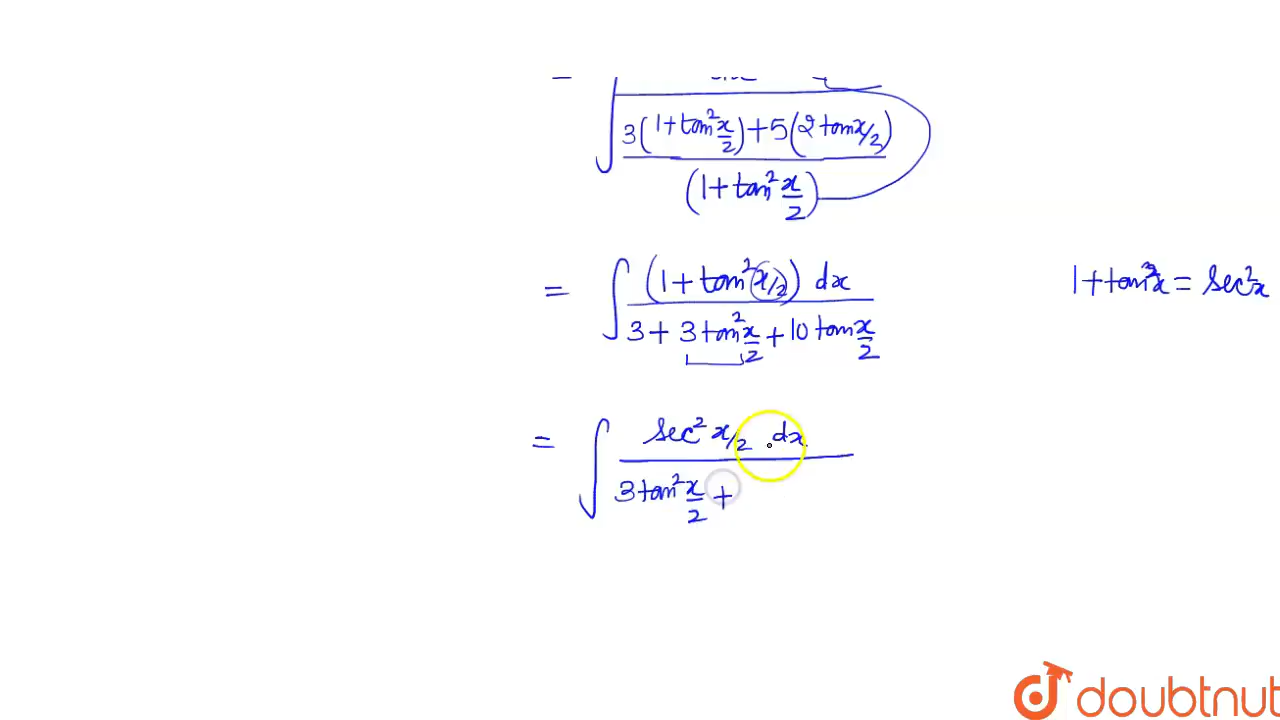 =
∫
3(1+tan²x/2)+5(2tanx/2)
(1+tan²x/2)
= ∫ (1+tan²x/2) dx
3+3tan²x/2+10tanx/2
1+tan²x = sec²x
= ∫ sec²x/2 . dx
3tan²x/2 +
doubtnut